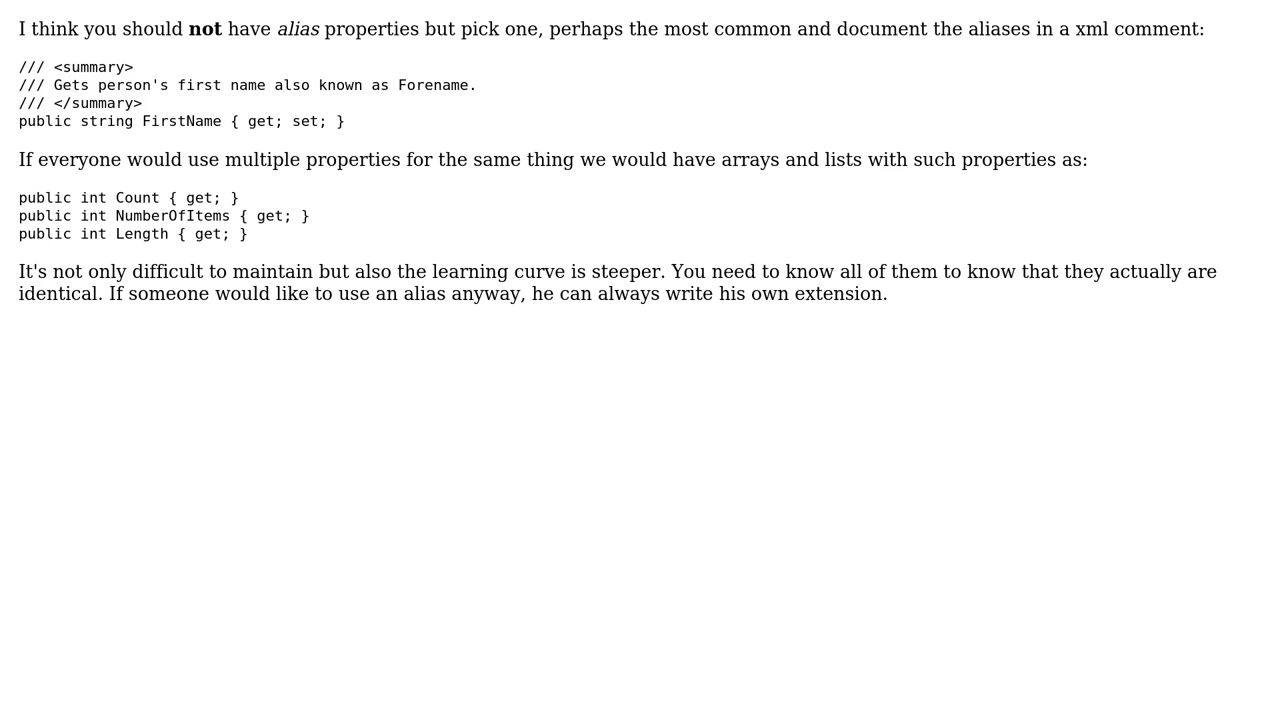 I think you should not have alias properties but pick one, perhaps the most common and document the aliases in a xml comment:
/// <summary>
/// Gets person's first name also known as Forename.
/// </summary>
public string FirstName { get; set; }
If everyone would use multiple properties for the same thing we would have arrays and lists with such properties as:
public int Count { get; }
public int NumberOfItems { get; }
public int Length { get; }
It's not only difficult to maintain but also the learning curve is steeper. You need to know all of them to know that they actually are
identical. If someone would like to use an alias anyway, he can always write his own extension.